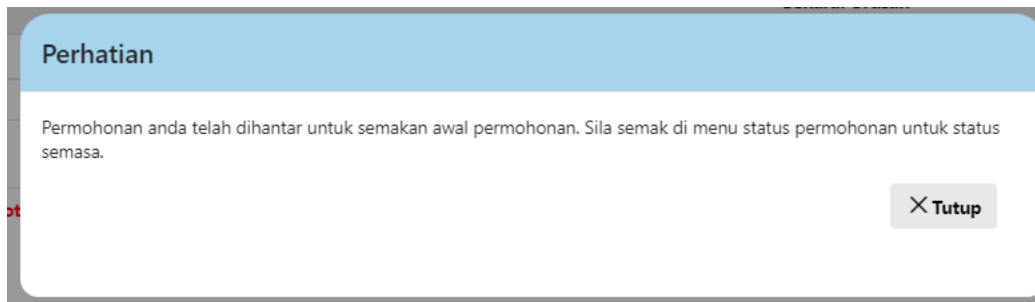 Perhatian
Permohonan anda telah dihantar untuk semakan awal permohonan. Sila semak di menu status permohonan untuk status
semasa.
Tutup